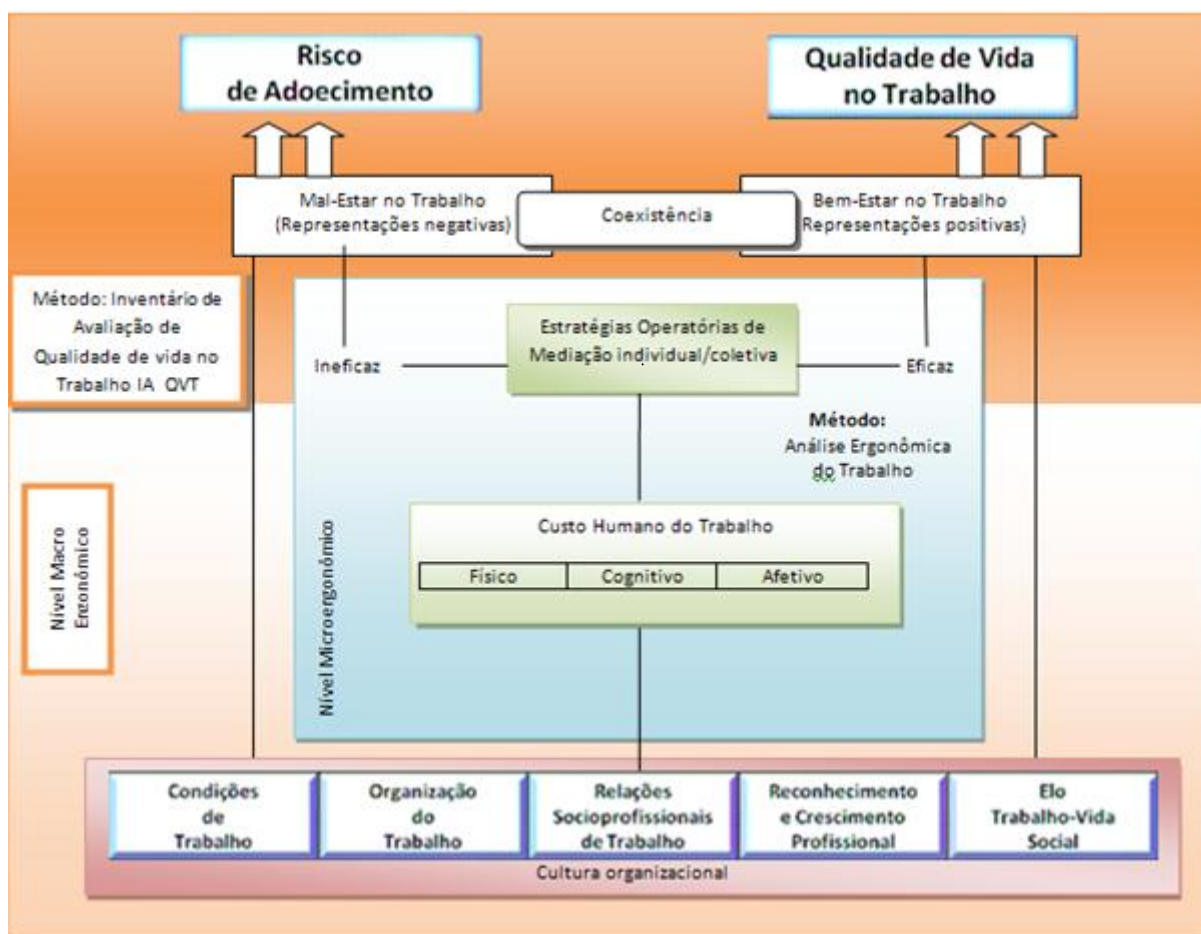 Risco
de Adoecimento
Qualidade de Vida
no Trabalho
Mal-Estar no Trabalho
(Representações negativas)
Coexistência
Bem-Estar no Trabalho
Representações positivas)
Método: Inventário de
Avaliação de
Qualidade de vida no
Trabalho IA QVT
Estratégias Operatórias de
Mediação individual/coletiva
Ineficaz
Eficaz
Método:
Análise Ergonômica
do Trabalho
Nível Macro
Ergonômico
Nível Microergonômico
Custo Humano do Trabalho
Físico
Cognitivo
Afetivo
Condições
de
Trabalho
Organização
do
Trabalho
Relações
Socioprofissionais
de Trabalho
Reconhecimento
e Crescimento
Profissional
Elo
Trabalho-Vida
Social
Cultura organizacional